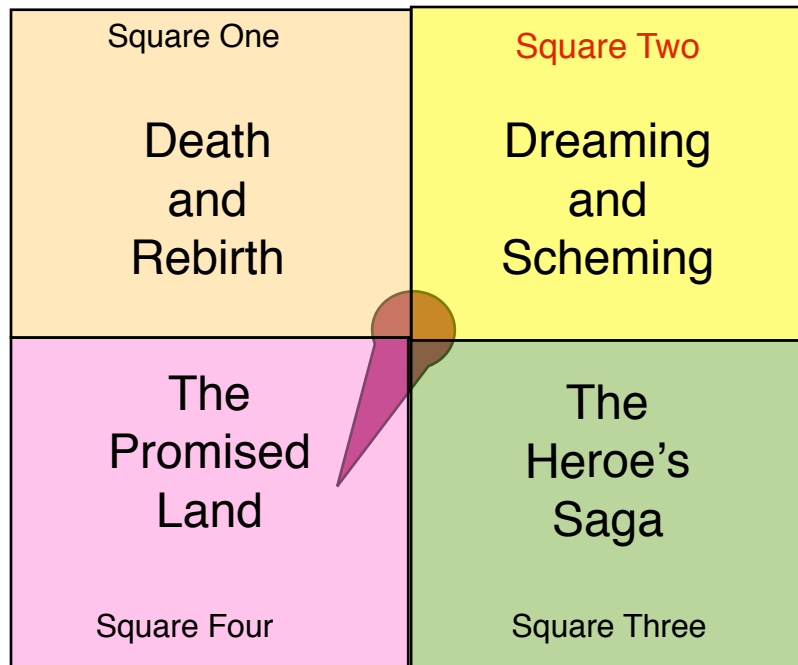 Square One
Death
and
Rebirth
Square Two
Dreaming
and
Scheming
The
Promised
Land
Square Four
The
Heroe’s
Saga
Square Three